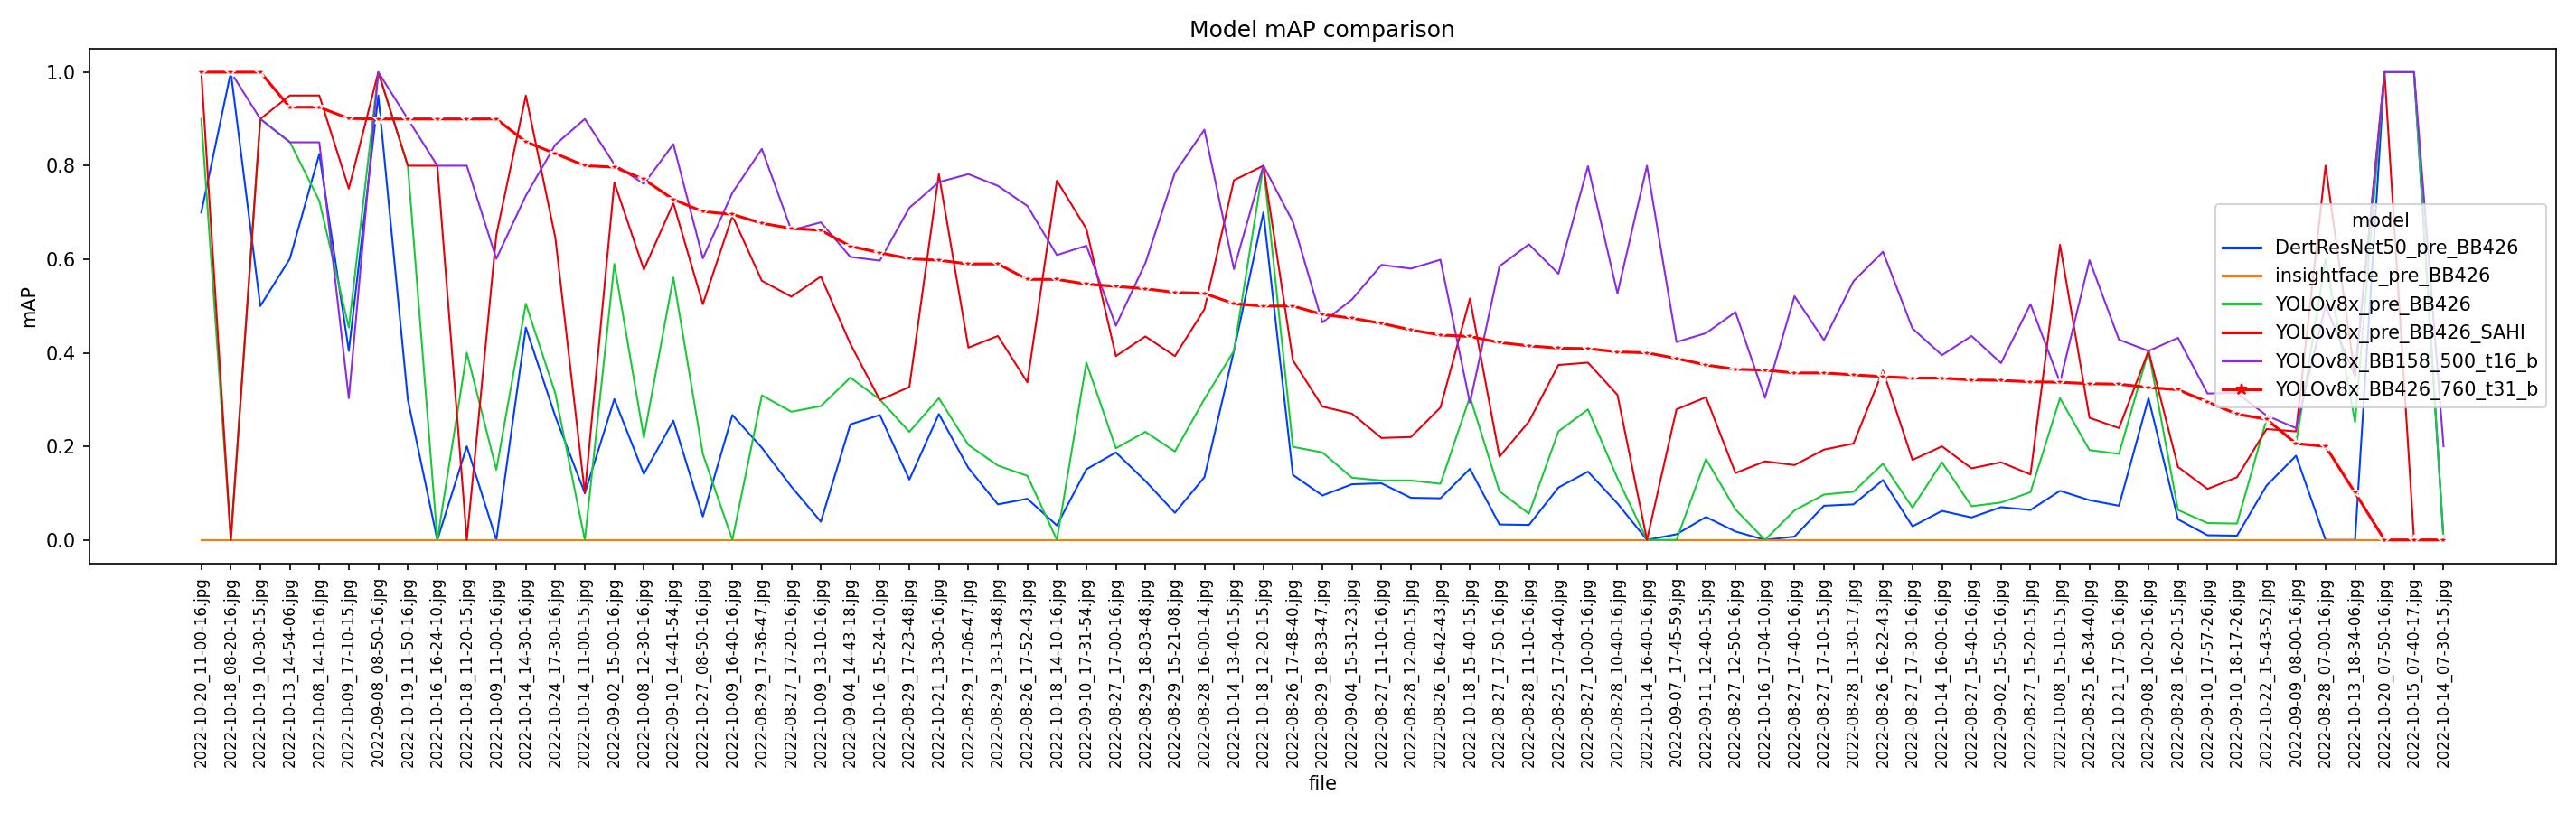 Model mAP comparison
1.0
0.8
0.6
0.4
0.2
0.0
mAP
model
DertResNet50_pre_BB426
insightface_pre_BB426
YOLOv8x_pre_BB426
YOLOv8x_pre_BB426_SAHI
YOLOv8x_BB158_500_t16_b
YOLOv8x_BB426_760_t31_b
2022-10-20_11-00-16.jpg
2022-10-18_08-20-16.jpg
2022-10-19_10-30-15.jpg
2022-10-13_14-54-06.jpg
2022-10-08_14-10-16.jpg
2022-10-09_17-10-15.jpg
2022-09-08_08-50-16.jpg
2022-10-19_11-50-16.jpg
2022-10-16_16-24-10.jpg
2022-10-18_11-20-15.jpg
2022-10-09_11-00-16.jpg
2022-10-14_14-30-16.jpg
2022-10-24_17-30-16.jpg
2022-10-14_11-00-15.jpg
2022-09-02_15-00-16.jpg
2022-10-08_12-30-16.jpg
2022-09-10_14-41-54.jpg
2022-10-27_08-50-16.jpg
2022-10-09_16-40-16.jpg
2022-08-29_17-36-47.jpg
2022-08-27_17-20-16.jpg
2022-10-09_13-10-16.jpg
2022-09-04_14-43-18.jpg
2022-10-16_15-24-10.jpg
2022-08-29_17-23-48.jpg
2022-10-21_13-30-16.jpg
2022-08-29_17-06-47.jpg
2022-08-29_13-13-48.jpg
2022-08-26_17-52-43.jpg
2022-10-18_14-10-16.jpg
2022-09-10_17-31-54.jpg
2022-08-27_17-00-16.jpg
2022-08-29_18-03-48.jpg
2022-08-29_15-21-08.jpg
2022-08-28_16-00-14.jpg
2022-10-14_13-40-15.jpg
2022-10-18_12-20-15.jpg
2022-08-26_17-48-40.jpg
2022-08-29_18-33-47.jpg
2022-09-04_15-31-23.jpg
2022-08-27_11-10-16.jpg
2022-08-28_12-00-15.jpg
2022-08-26_16-42-43.jpg
2022-10-18_15-40-15.jpg
2022-08-27_17-50-16.jpg
2022-08-28_11-10-16.jpg
2022-08-25_17-04-40.jpg
2022-08-27_10-00-16.jpg
2022-08-28_10-40-16.jpg
2022-10-14_16-40-16.jpg
2022-09-07_17-45-59.jpg
2022-09-11_12-40-15.jpg
2022-08-27_12-50-16.jpg
2022-10-16_17-04-10.jpg
2022-08-27_17-40-16.jpg
2022-08-27_17-10-15.jpg
2022-08-28_11-30-17.jpg
2022-08-26_16-22-43.jpg
2022-08-27_17-30-16.jpg
2022-10-14_16-00-16.jpg
2022-08-27_15-40-16.jpg
2022-09-02_15-50-16.jpg
2022-08-27_15-20-15.jpg
2022-10-08_15-10-15.jpg
2022-08-25_16-34-40.jpg
2022-10-21_17-50-16.jpg
2022-09-08_10-20-16.jpg
2022-08-28_16-20-15.jpg
2022-09-10_17-57-26.jpg
2022-09-10_18-17-26.jpg
2022-10-22_15-43-52.jpg
2022-09-09_08-00-16.jpg
2022-08-28_07-00-16.jpg
2022-10-13_18-34-06.jpg
2022-10-20_07-50-16.jpg
2022-10-15_07-40-17.jpg
2022-10-14_07-30-15.jpg
file